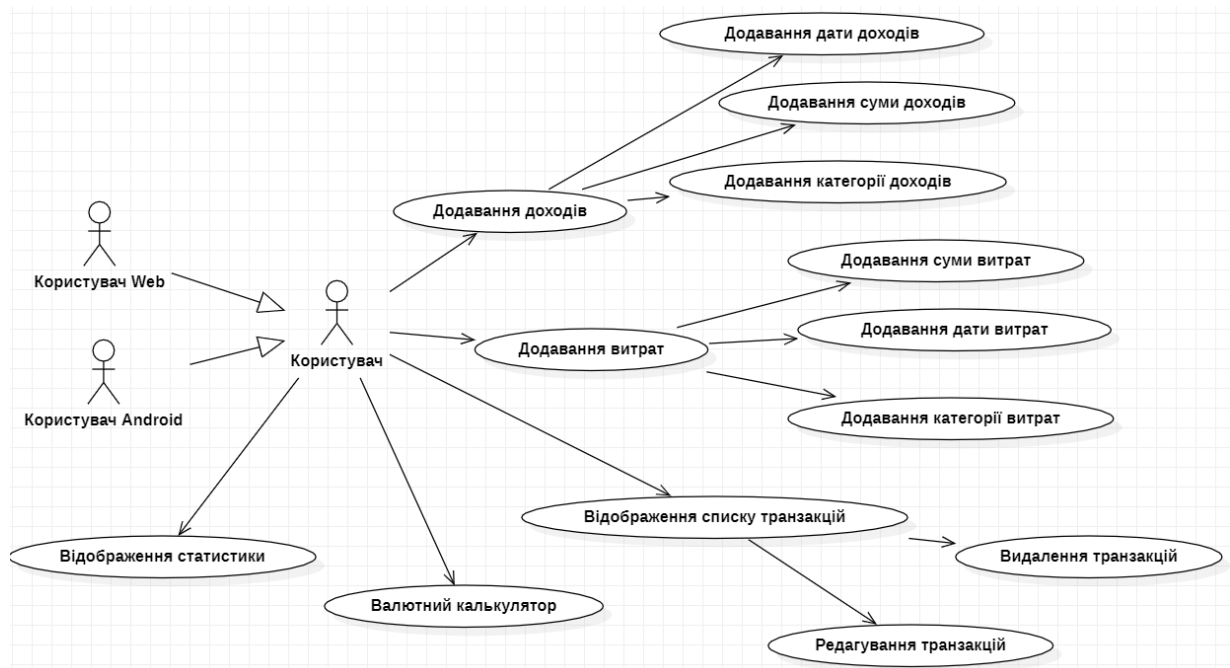 Додавання дати доходів
Додавання суми доходів
Додавання категорії доходів
Додавання доходів
Користувач Web
Додавання суми витрат
Додавання дати витрат
Додавання витрат
Користувач
Користувач Android
Додавання категорії витрат
Відображення списку транзакцій
Відображення статистики
Видалення транзакцій
Валютний калькулятор
Редагування транзакцій